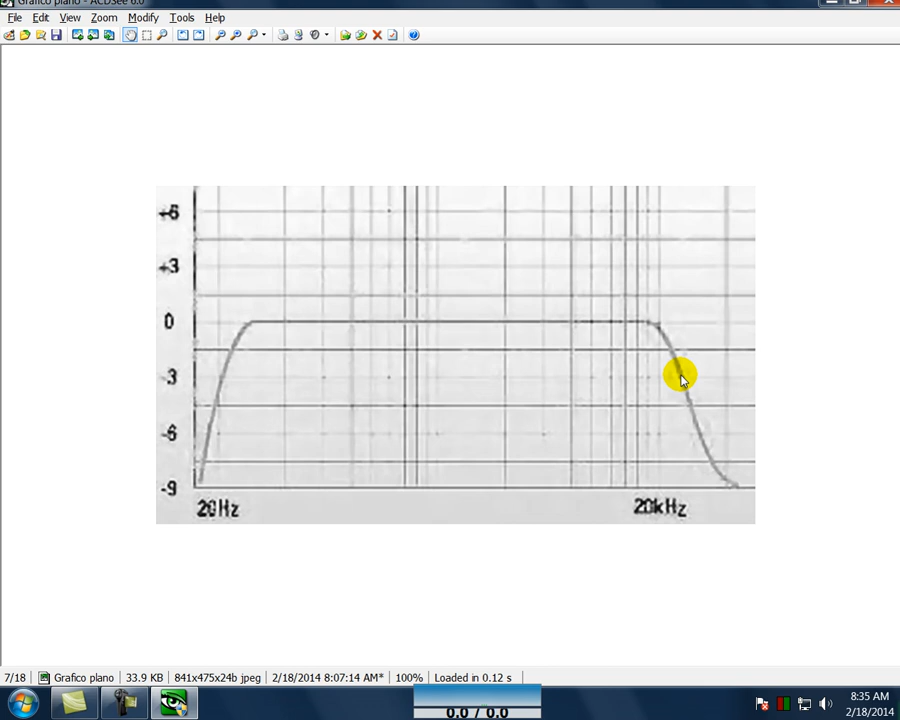 Grafico plano - ACDSee 6.0
File Edit View Zoom Modify Tools Help
+6
+3
0
-3
-6
-9
20Hz 20kHz
7/18 Grafico plano 33.9 KB 841x475x24b jpeg 2/18/2014 8:07:14 AM* 100% Loaded in 0.12 s
0.0 / 0.0
8:35 AM
2/18/2014